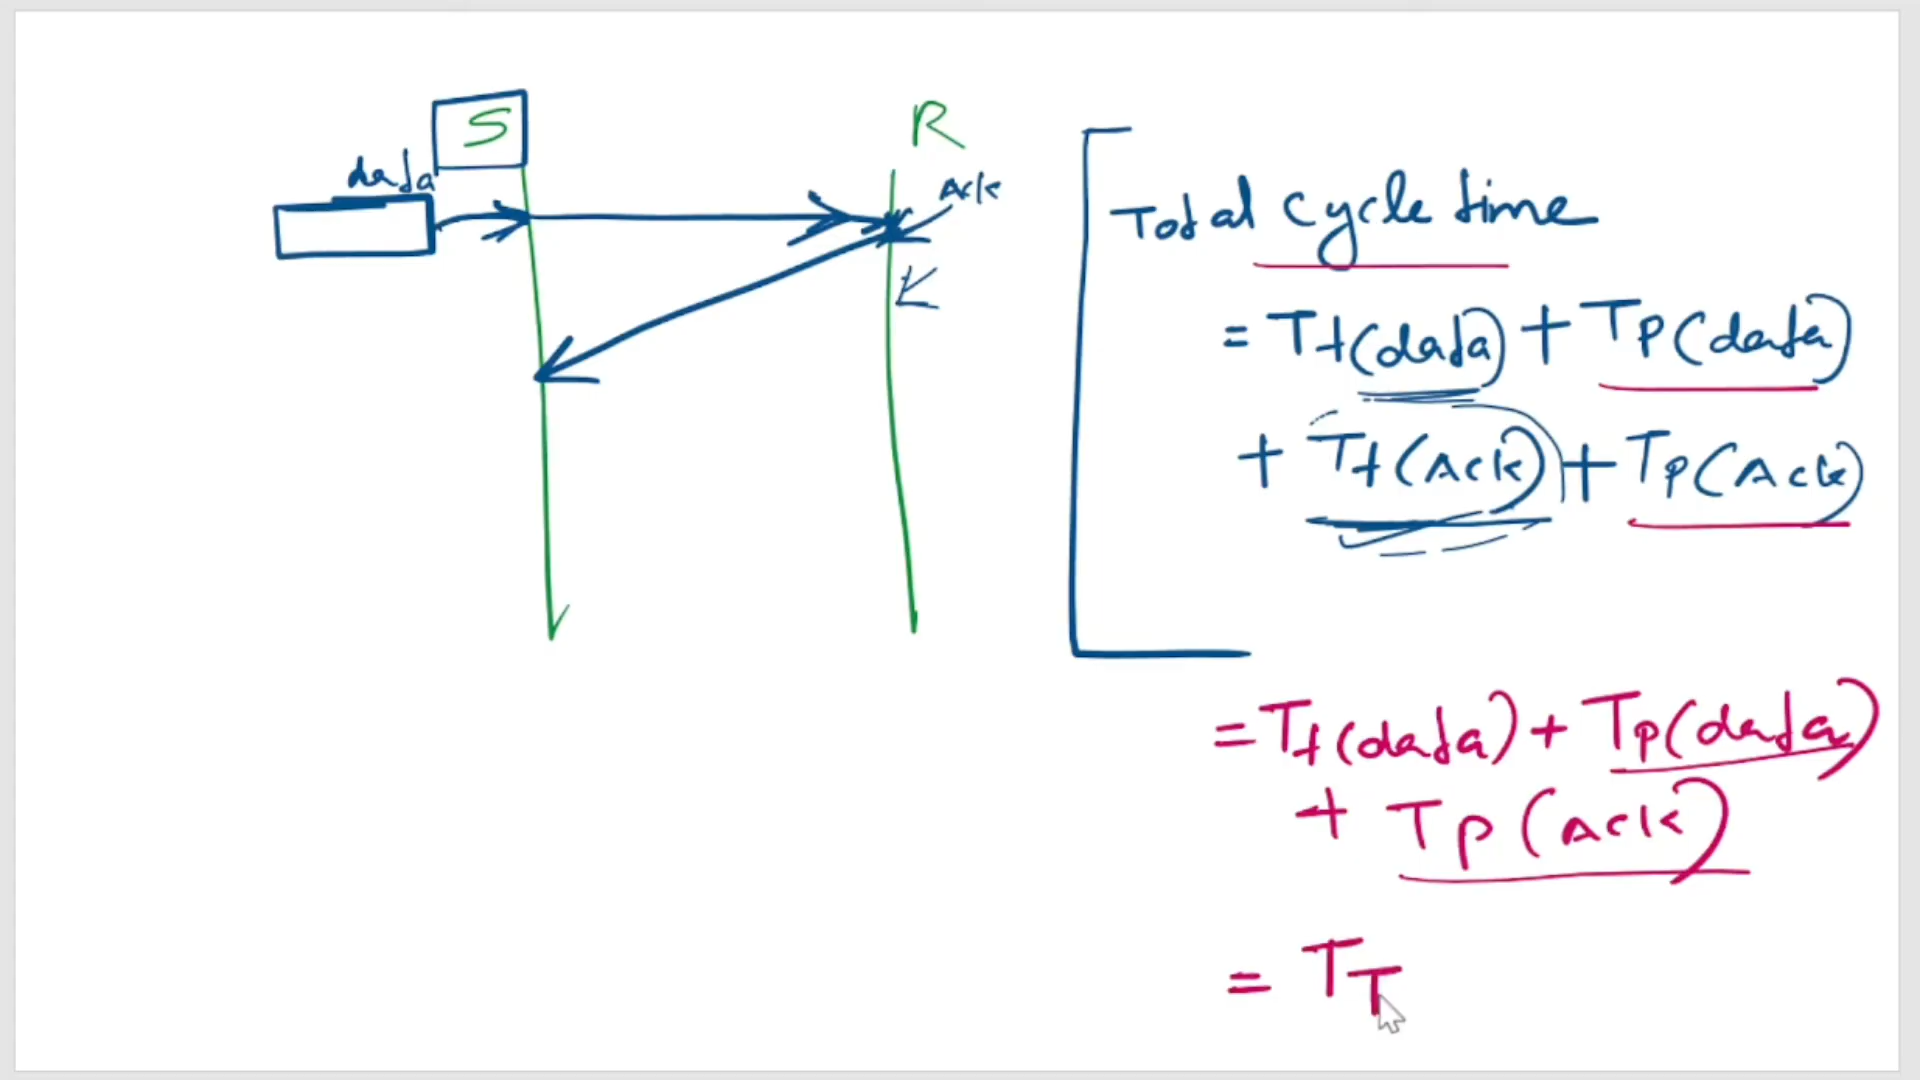 S
R
data
Ack
Total cycle time
= Tt(data) + Tp(data)
+ Tt(Ack) + Tp(Ack)
= Tt(data) + Tp(data)
+ Tp(Ack)
= TT